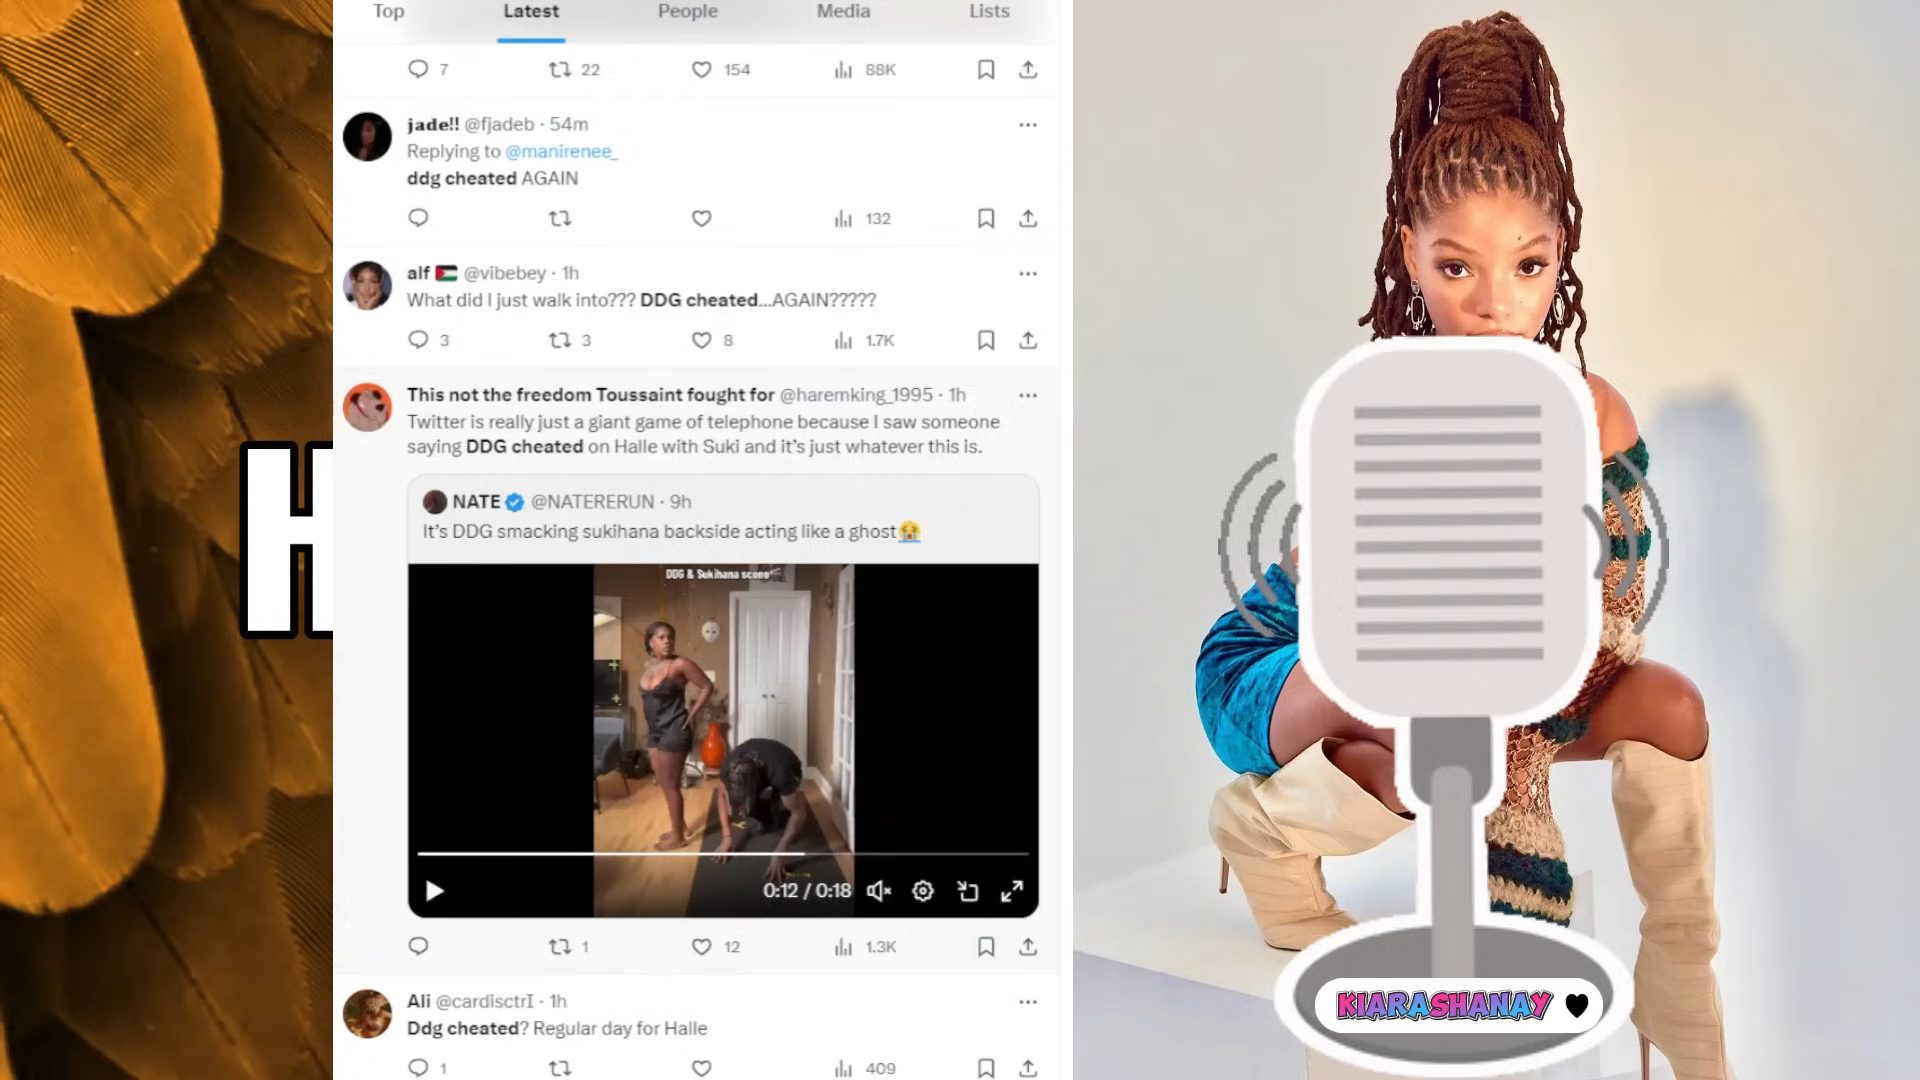 Top Latest People Media Lists
7 22 154 88K
jade!! @fjadeb · 54m
Replying to @manirenee_
ddg cheated AGAIN
132
alf 🇵🇸 @vibebey · 1h
What did I just walk into??? DDG cheated...AGAIN?????
3 3 8 1.7K
This not the freedom Toussaint fought for @haremking_1995 · 1h
Twitter is really just a giant game of telephone because I saw someone
saying DDG cheated on Halle with Suki and it's just whatever this is.
NATE @NATERERUN · 9h
It's DDG smacking sukihana backside acting like a ghost😭
DDG & Sukihana scene
0:12 / 0:18
1 12 1.3K
Ali @cardisctrl · 1h
Ddg cheated? Regular day for Halle
1 409
H
KIARASHANAY 🖤